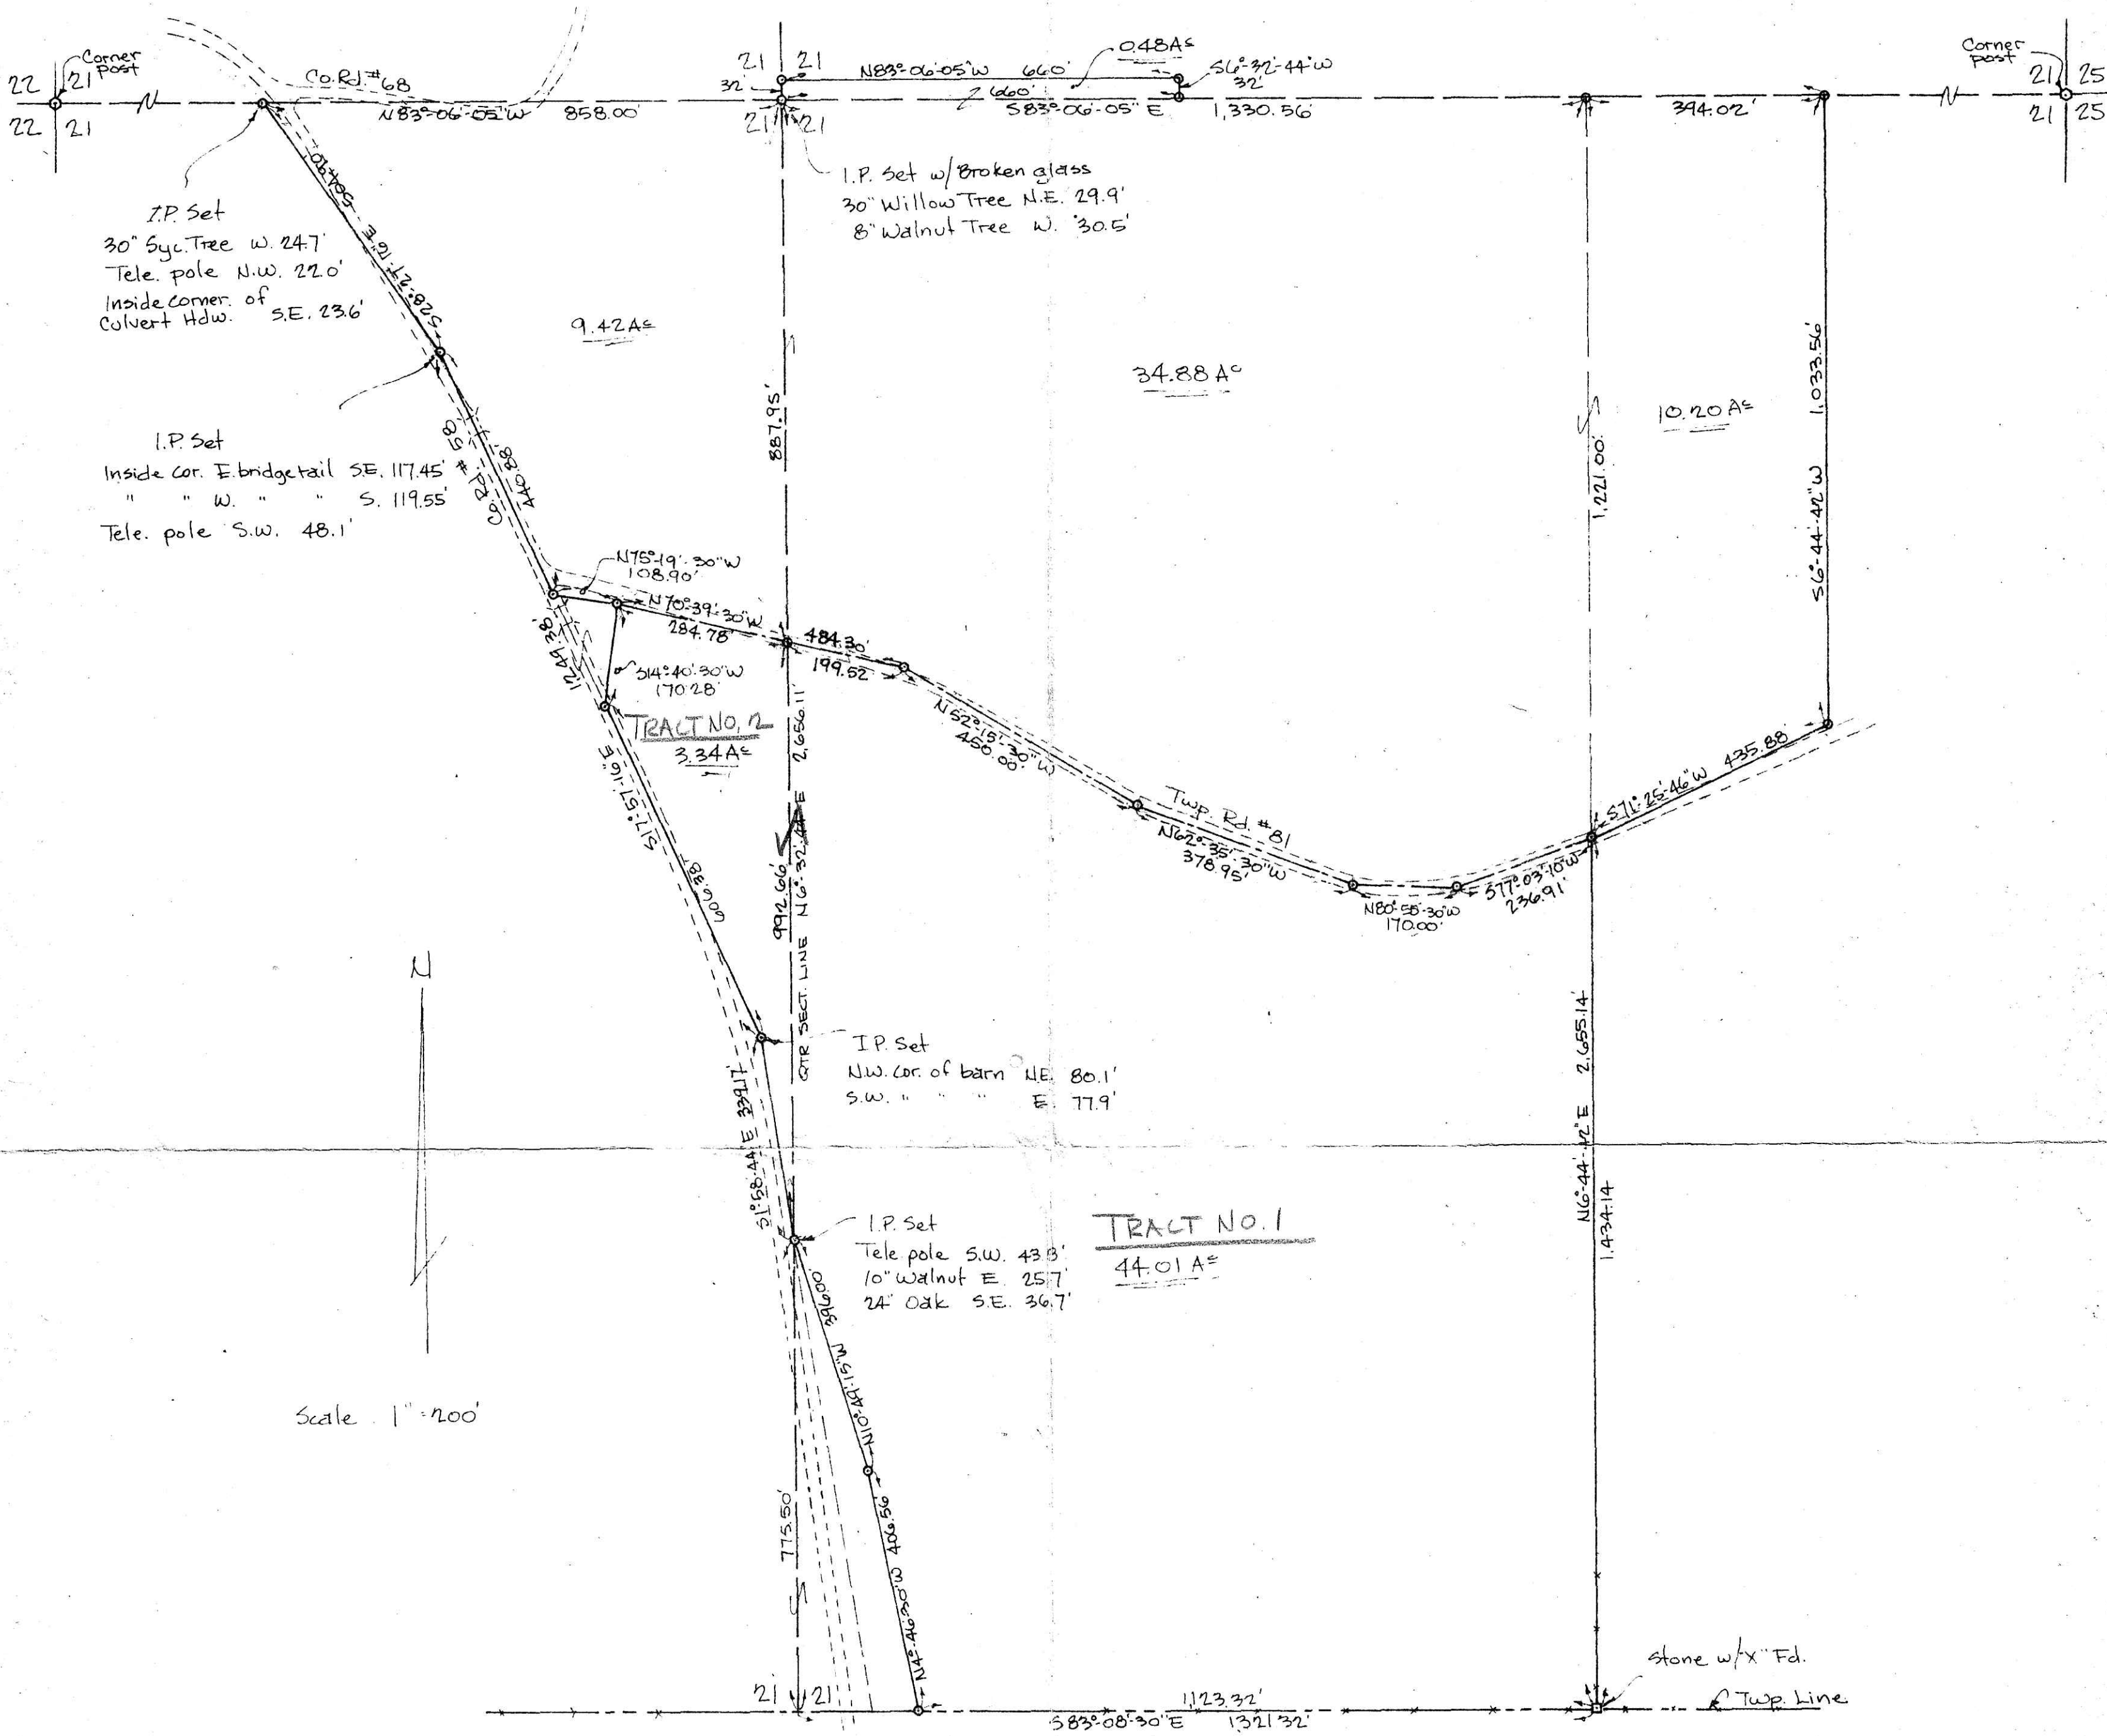 22 21
22 21
Corner
post
Co. Rd. #68
N83°-06'-05"W 858.00'
21 21
21 21
32'
N83°-06'-05"W 660'
0.48 Ac
S6°-32'-44"W
32'
660'
S83°-06'-05" E 1,330.56'
394.02'
Corner
post
21 25
21 25
I.P. Set
30" Syc. Tree W. 24.7'
Tele. pole N.W. 22.0'
Inside corner of
Culvert Hdw. S.E. 23.6'
S28°-27'-16" E 504.90
I.P. Set w/ Broken glass
30" Willow Tree N.E. 29.9'
8" Walnut Tree W. 30.5'
9.42 Ac
34.88 Ac
10.20 Ac
887.95'
1,221.00'
S6°-44'-42"W 1,033.56'
I.P. Set
Inside cor. E. bridge rail S.E. 117.45'
" " W. " " S. 119.55'
Tele. pole S.W. 48.1'
Co. Rd. # 58
440.88'
N75°-19'-30"W
108.90'
N70°-39'-30"W
284.78'
484.30'
199.52
1,249.38'
S14°-40'-30"W
170.28'
TRACT NO. 2
3.34 Ac
S17°-57'-16" E
606.38'
992.66'
QTR. SECT. LINE N6°-32'-44"E 2,656.11'
N52°-15'-30"W
450.00'
Twp. Rd. #81
N62°-35'-30"W
378.95'
N80°-55'-30"W
170.00'
S77°-03'-10"W
236.91'
S71°-25'-46"W 435.88
N
I.P. Set
N.W. cor. of barn N.E. 80.1'
S.W. " " " E. 77.9'
S1°-58'-44"E 339.17'
N6°-44'-42"E 2,655.14'
1,434.14
I.P. Set
Tele pole S.W. 43.3'
10" Walnut E. 25.7'
24" Oak S.E. 36.7'
TRACT NO. 1
44.01 Ac
N10°-49'-15"W 396.00'
Scale 1" = 200'
775.50'
N4°-46'-30"W 406.56'
Stone w/"X" Fd.
Twp. Line
21 21
1,123.32'
S83°-08'-30"E 1321.32'